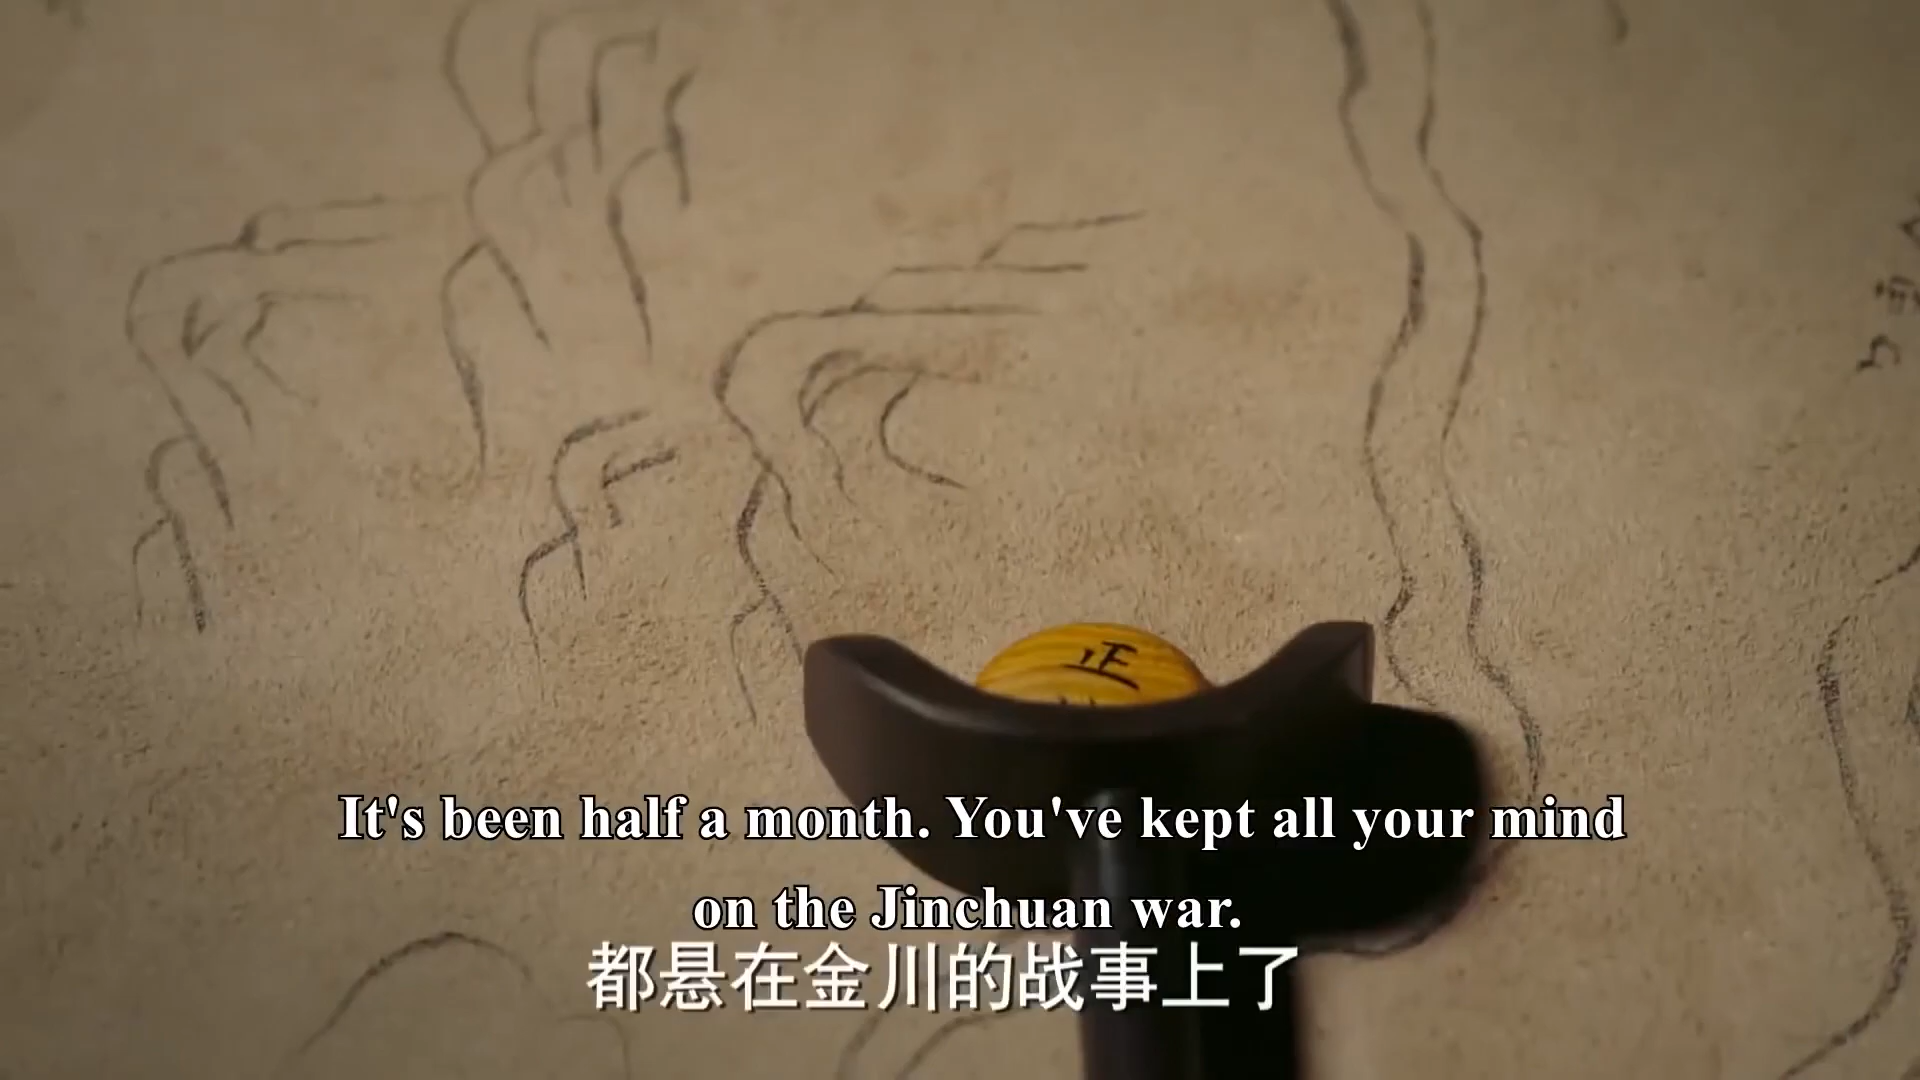 正
It's been half a month. You've kept all your mind
on the Jinchuan war.
都悬在金川的战事上了